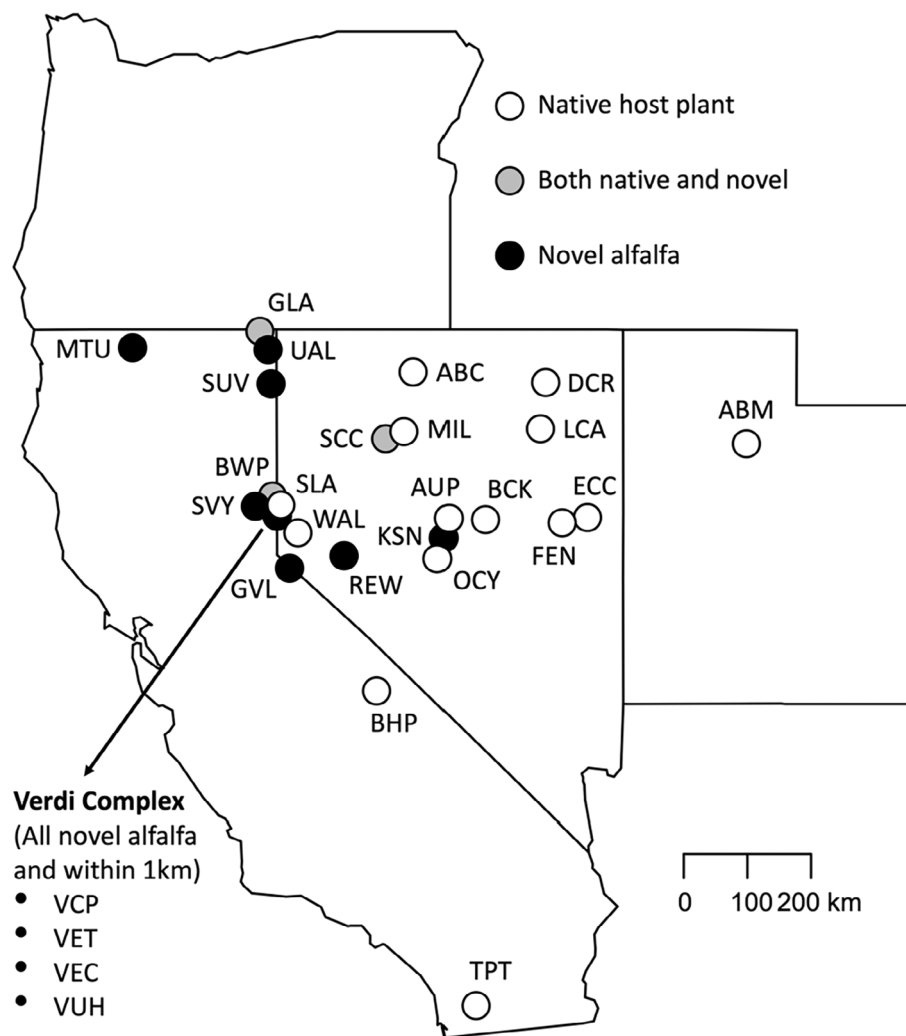 Native host plant
Both native and novel
Novel alfalfa
GLA
MTU
UAL
SUV
ABC
DCR
ABM
SCC
MIL
LCA
BWP
SLA
SVY
WAL
AUP
BCK
ECC
KSN
FEN
GVL
REW
OCY
BHP
Verdi Complex
(All novel alfalfa
and within 1km)
• VCP
• VET
• VEC
• VUH
0 100 200 km
TPT